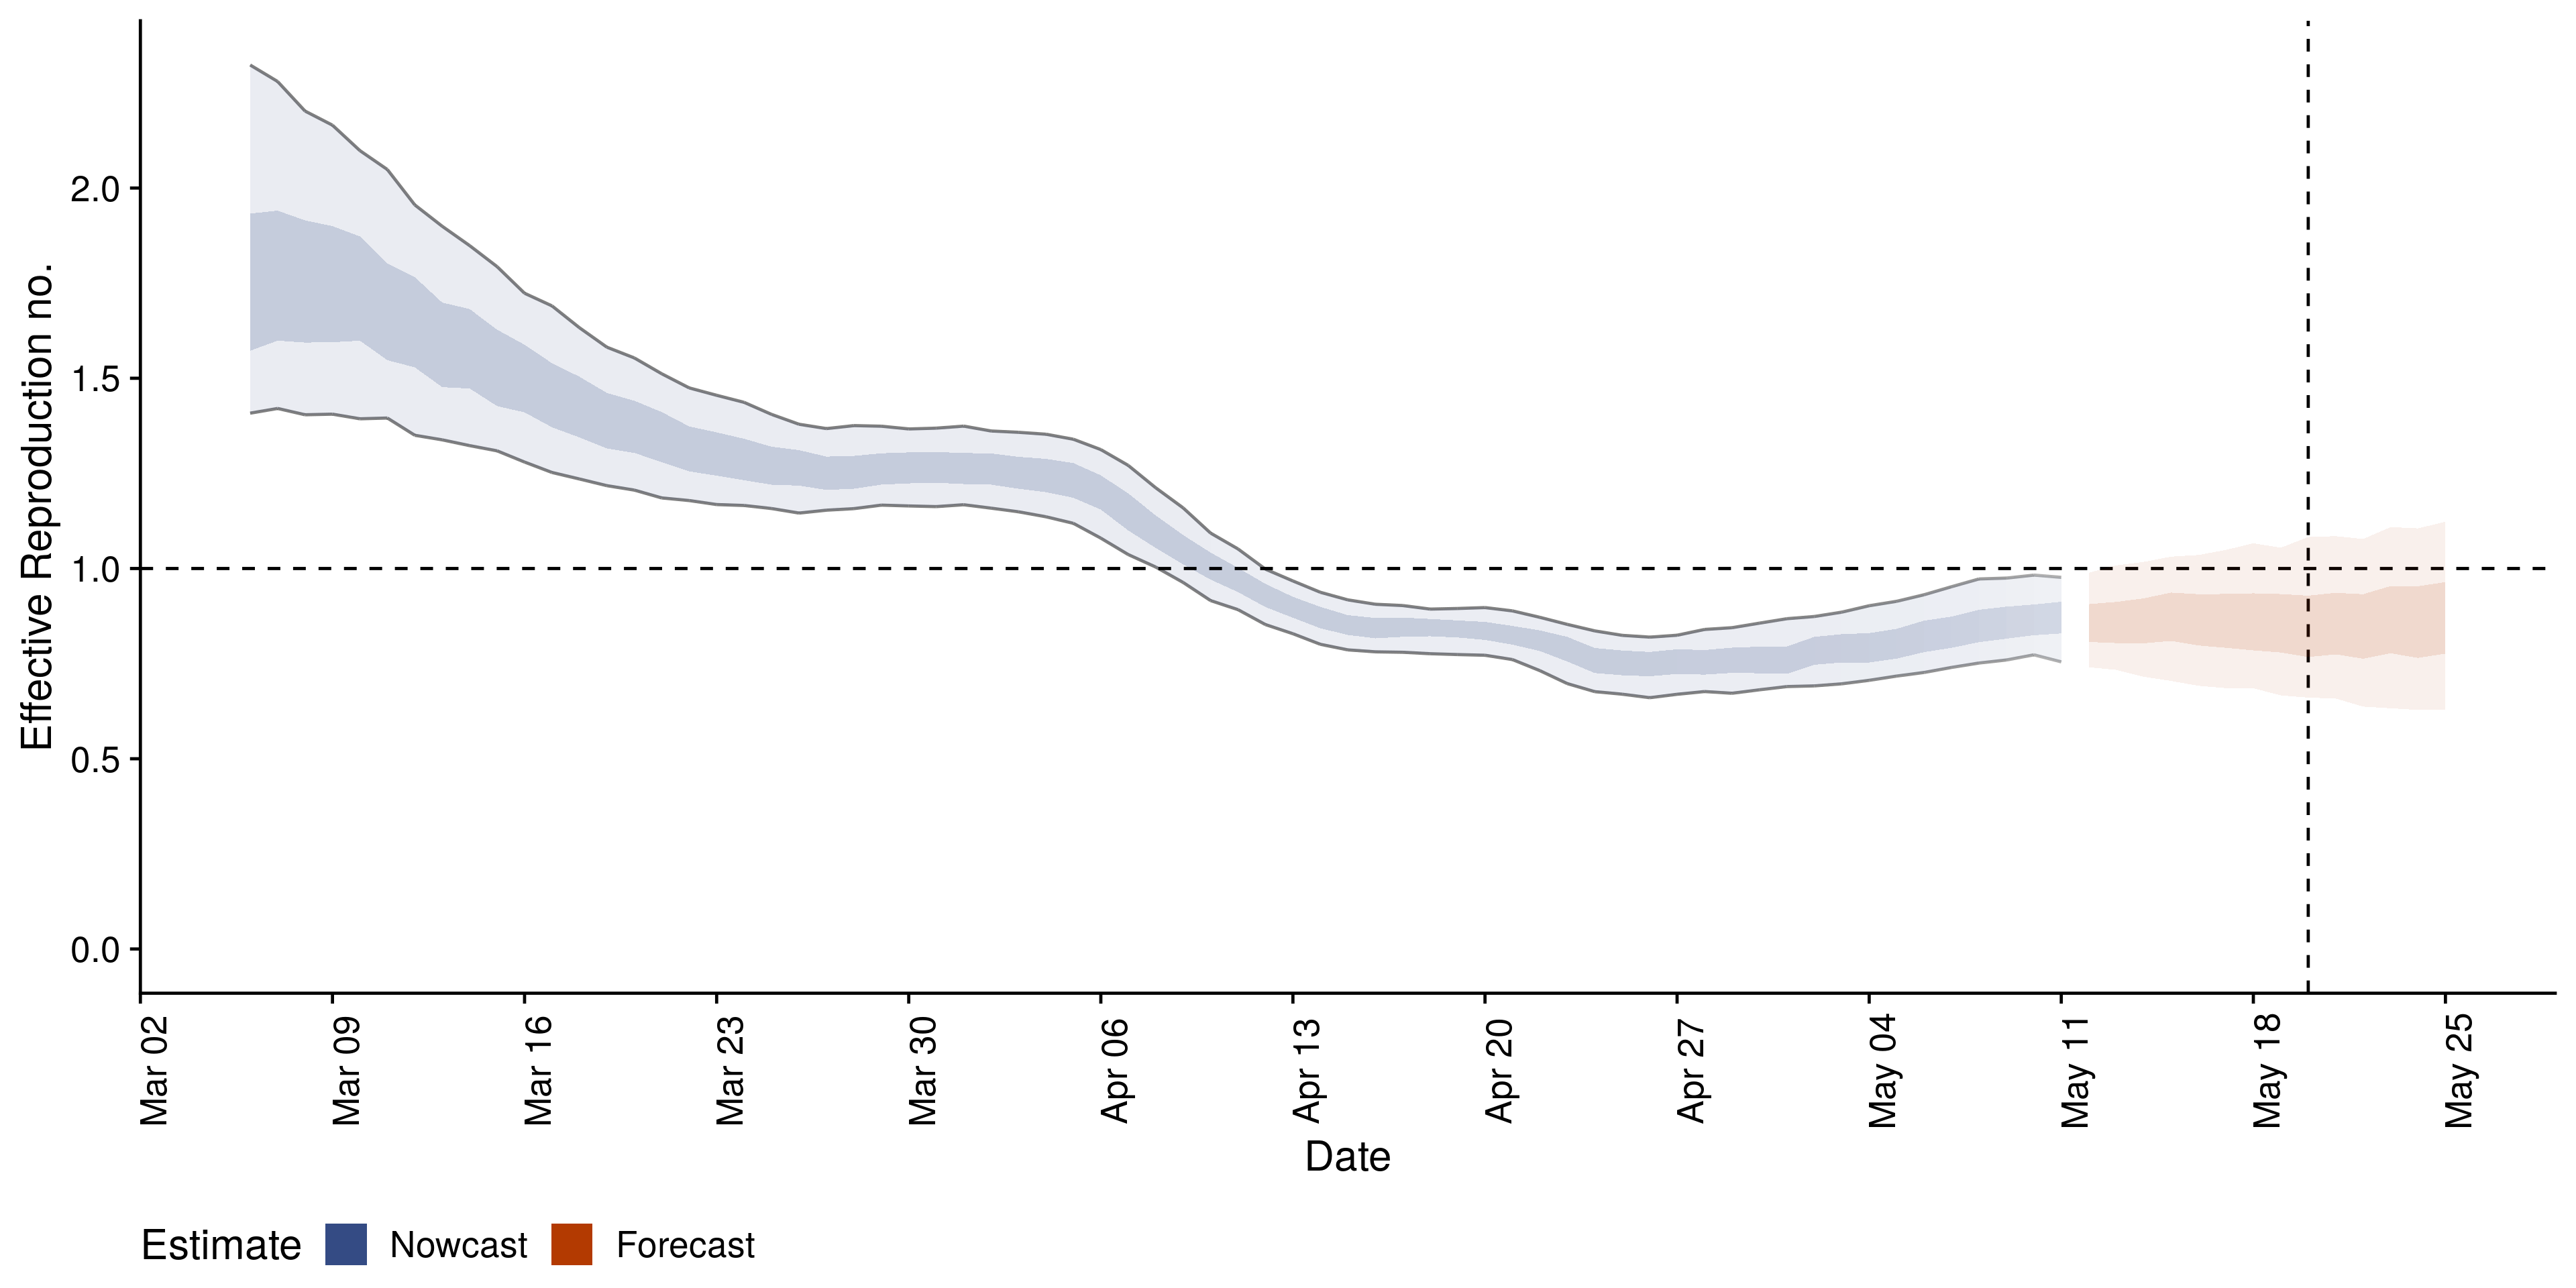 Effective Reproduction no.
2.0
1.5
1.0
0.5
0.0
Mar 02
Mar 09
Mar 16
Mar 23
Mar 30
Apr 06
Apr 13
Apr 20
Apr 27
May 04
May 11
May 18
May 25
Date
Estimate Nowcast Forecast